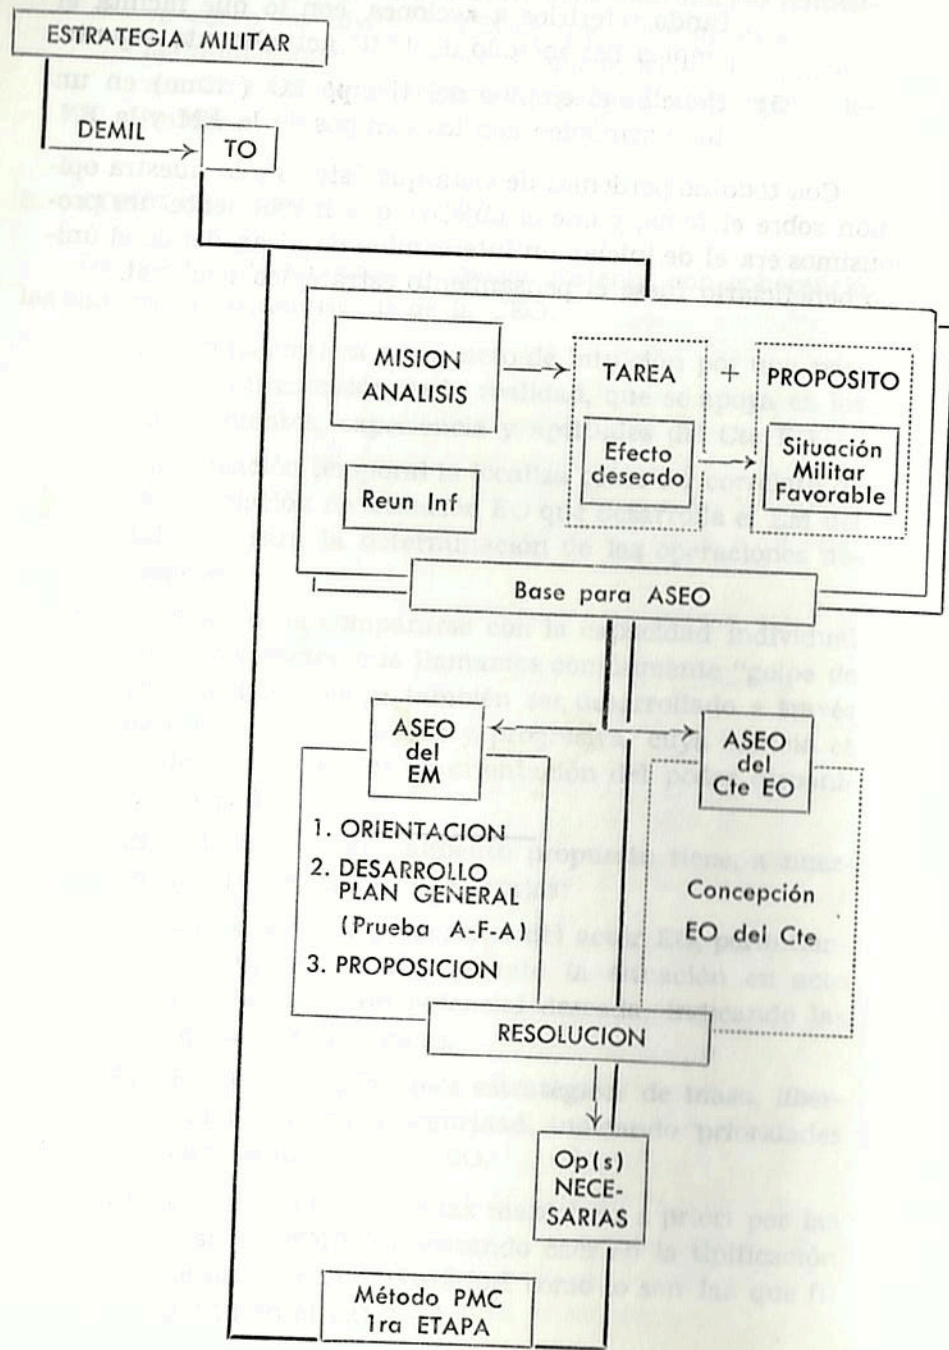 ESTRATEGIA MILITAR
DEMIL
TO
MISION
ANALISIS
TAREA + PROPOSITO
Efecto
deseado
Situación
Militar
Favorable
Reun Inf
Base para ASEO
ASEO
del
EM
ASEO
del
Cte EO
1. ORIENTACION
2. DESARROLLO
PLAN GENERAL
(Prueba A-F-A)
3. PROPOSICION
Concepción
EO del Cte
RESOLUCION
Op(s)
NECE-
SARIAS
Método PMC
1ra ETAPA